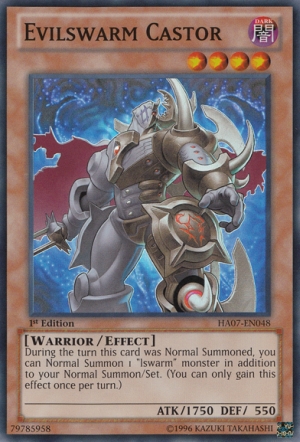 EVILSWARM CASTOR
DARK
闇
1st Edition
HA07-EN048
[WARRIOR / EFFECT]
During the turn this card was Normal Summoned, you
can Normal Summon 1 "lswarm" monster in addition
to your Normal Summon/Set. (You can only gain this
effect once per turn.)
ATK/1750 DEF/ 550
79785958
©1996 KAZUKI TAKAHASHI